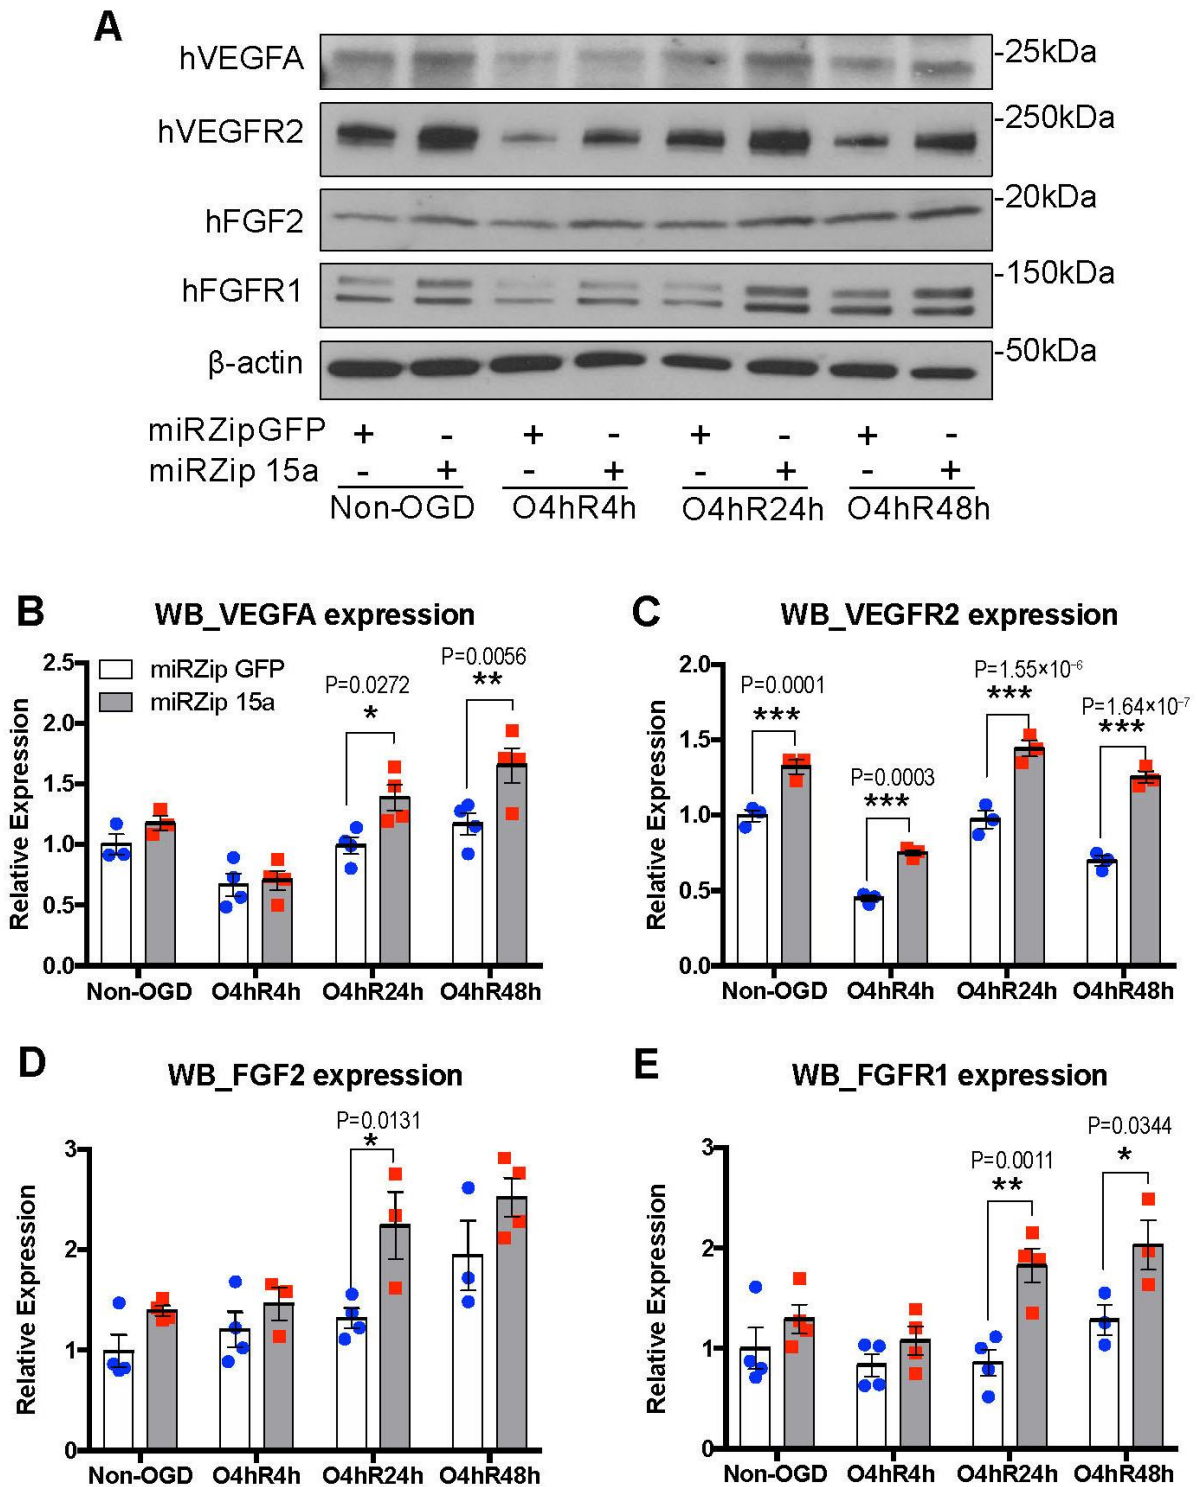 A
hVEGFA -25kDa
hVEGFR2 -250kDa
hFGF2 -20kDa
hFGFR1 -150kDa
β-actin -50kDa
miRZipGFP + - + - + - + -
miRZip 15a - + - + - + - +
Non-OGD O4hR4h O4hR24h O4hR48h
B WB_VEGFA expression
miRZip GFP
miRZip 15a
P=0.0272
*
P=0.0056
**
Relative Expression
2.5
2.0
1.5
1.0
0.5
0.0
Non-OGD O4hR4h O4hR24h O4hR48h
C WB_VEGFR2 expression
P=0.0001
***
P=0.0003
***
P=1.55×10⁻⁶
***
P=1.64×10⁻⁷
***
Relative Expression
2.0
1.5
1.0
0.5
0.0
Non-OGD O4hR4h O4hR24h O4hR48h
D WB_FGF2 expression
P=0.0131
*
Relative Expression
3
2
1
0
Non-OGD O4hR4h O4hR24h O4hR48h
E WB_FGFR1 expression
P=0.0011
**
P=0.0344
*
Relative Expression
3
2
1
0
Non-OGD O4hR4h O4hR24h O4hR48h